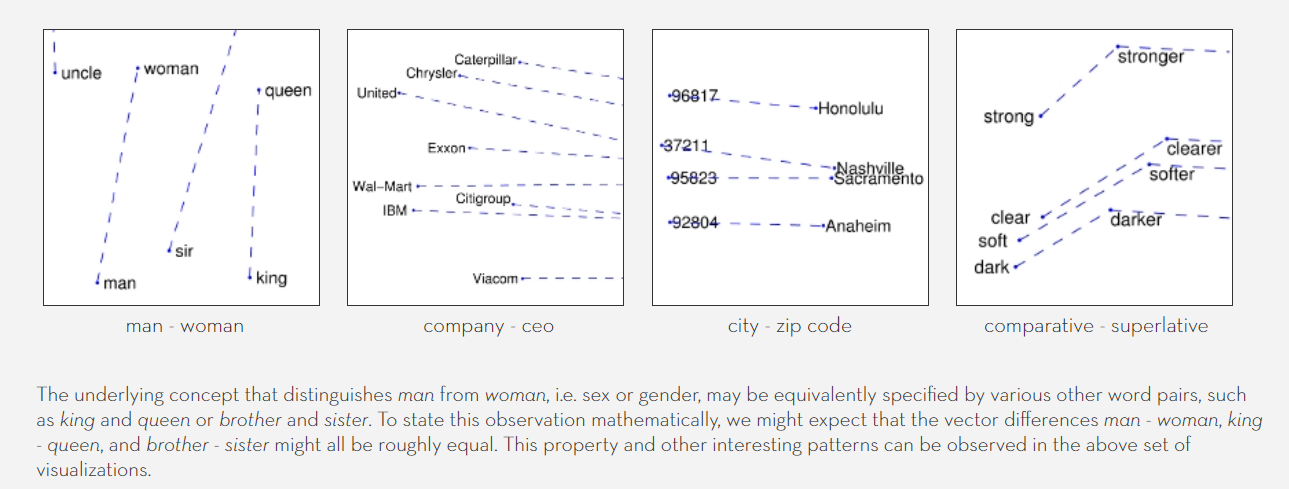 uncle
woman
queen
sir
man
king
man - woman
Caterpillar
Chrysler
United
Exxon
Wal-Mart
Citigroup
IBM
Viacom
company - ceo
96817
Honolulu
37211
Nashville
95823
Sacramento
92804
Anaheim
city - zip code
stronger
strong
clearer
softer
clear
darker
soft
dark
comparative - superlative
The underlying concept that distinguishes man from woman, i.e. sex or gender, may be equivalently specified by various other word pairs, such
as king and queen or brother and sister. To state this observation mathematically, we might expect that the vector differences man - woman, king
- queen, and brother - sister might all be roughly equal. This property and other interesting patterns can be observed in the above set of
visualizations.